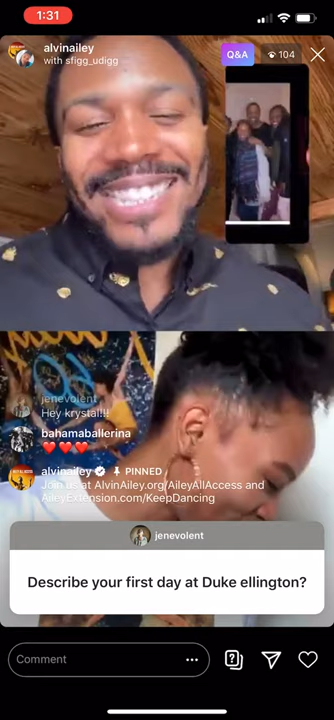 1:31
alvinailey
with sfigg_udigg
Q&A
104
jenevolent
Hey krystal!!!
bahamaballerina
❤️❤️❤️
alvinailey PINNED
Join us at AlvinAiley.org/AileyAllAccess and
AileyExtension.com/KeepDancing
jenevolent
Describe your first day at Duke ellington?
Comment